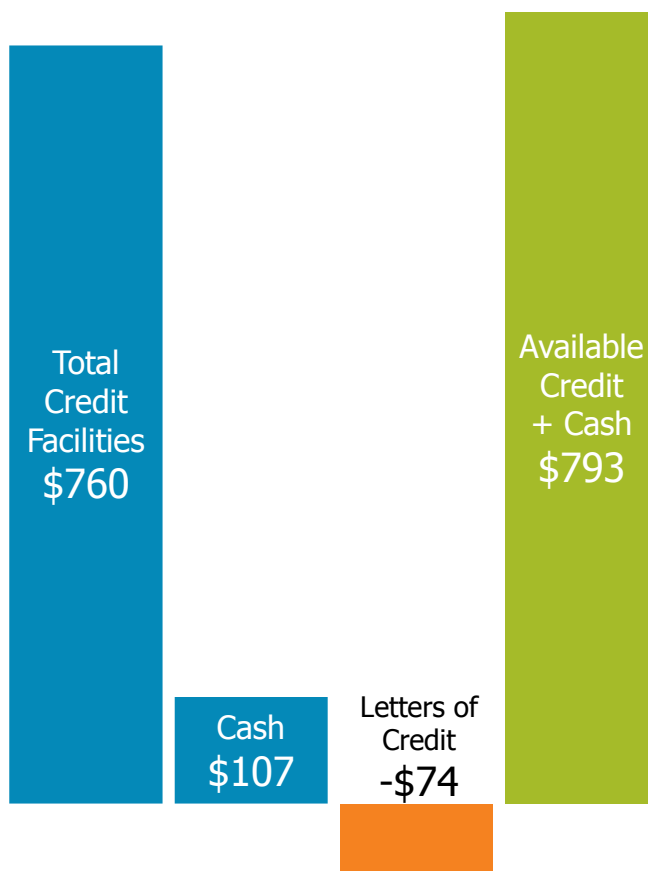 Total
Credit
Facilities
$760
Cash
$107
Letters of
Credit
-$74
Available
Credit
+ Cash
$793